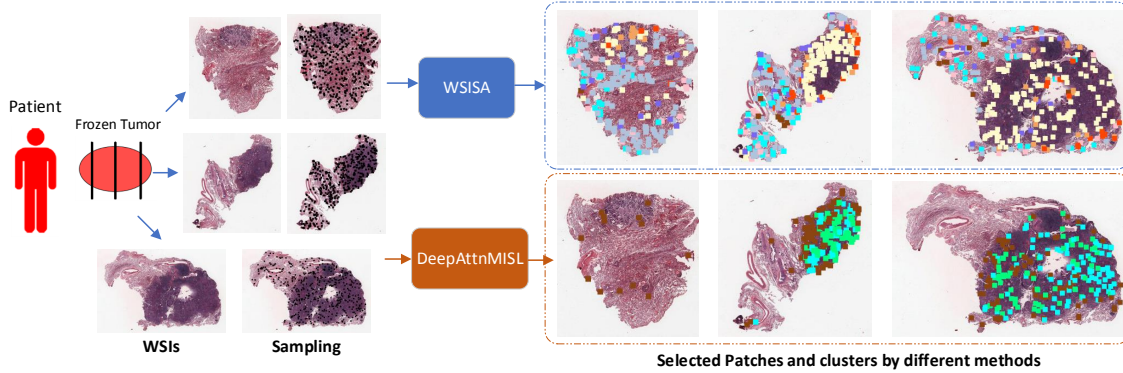 Patient
Frozen Tumor
WSISA
DeepAttnMISL
WSIs
Sampling
Selected Patches and clusters by different methods